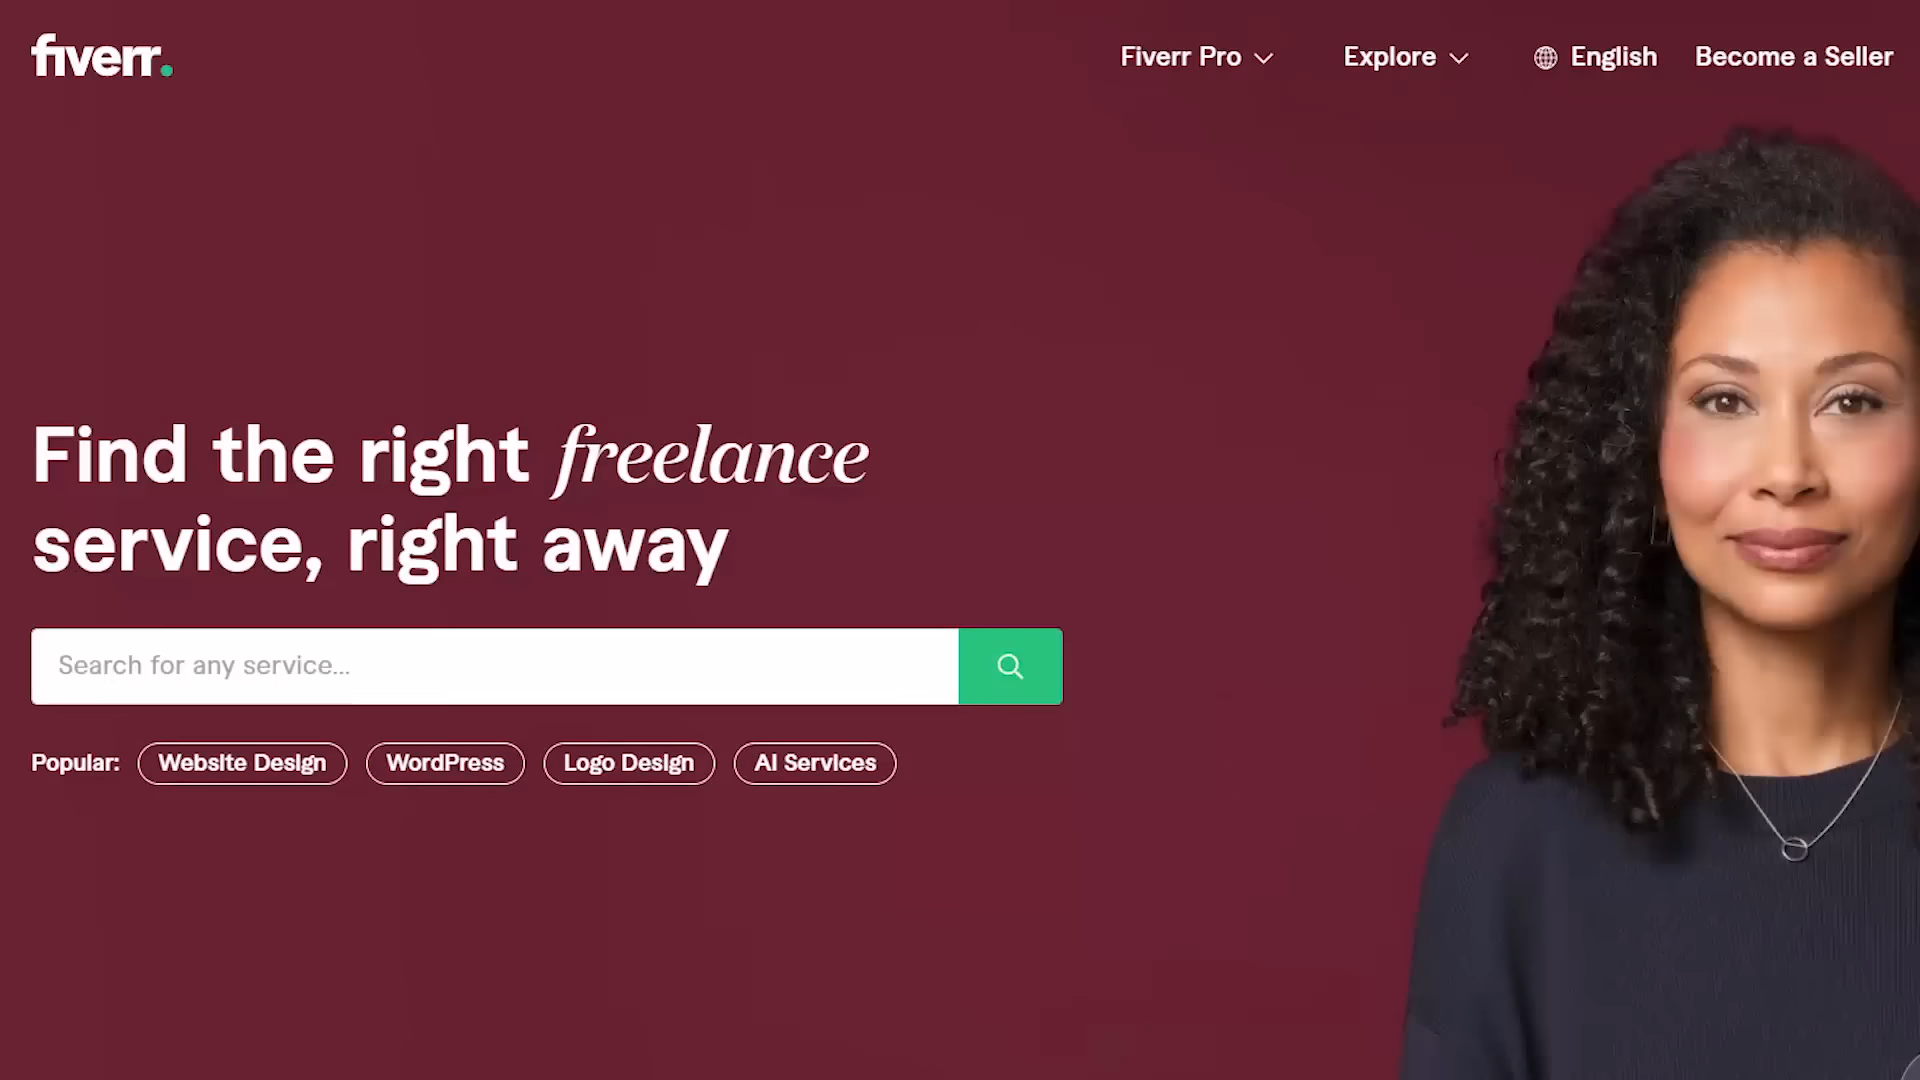 fiverr.
Fiverr Pro
Explore
English
Become a Seller
Find the right freelance
service, right away
Search for any service...
Popular:
Website Design
WordPress
Logo Design
AI Services